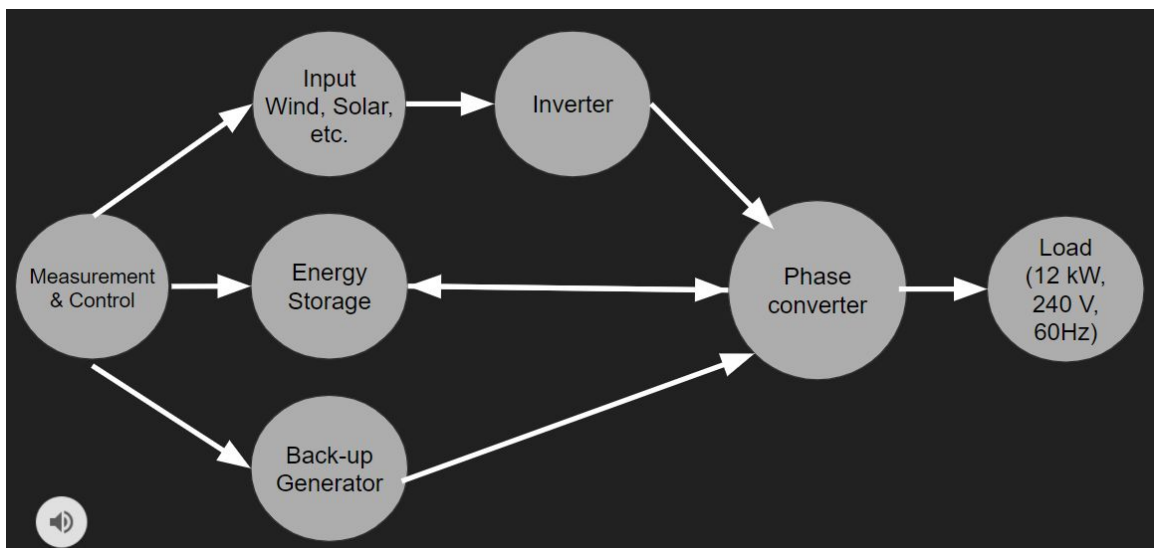 Input
Wind, Solar,
etc.
Inverter
Measurement
& Control
Energy
Storage
Phase
converter
Load
(12 kW,
240 V,
60Hz)
Back-up
Generator